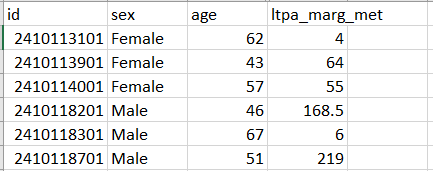 id sex age ltpa_marg_met
2410113101 Female 62 4
2410113901 Female 43 64
2410114001 Female 57 55
2410118201 Male 46 168.5
2410118301 Male 67 6
2410118701 Male 51 219